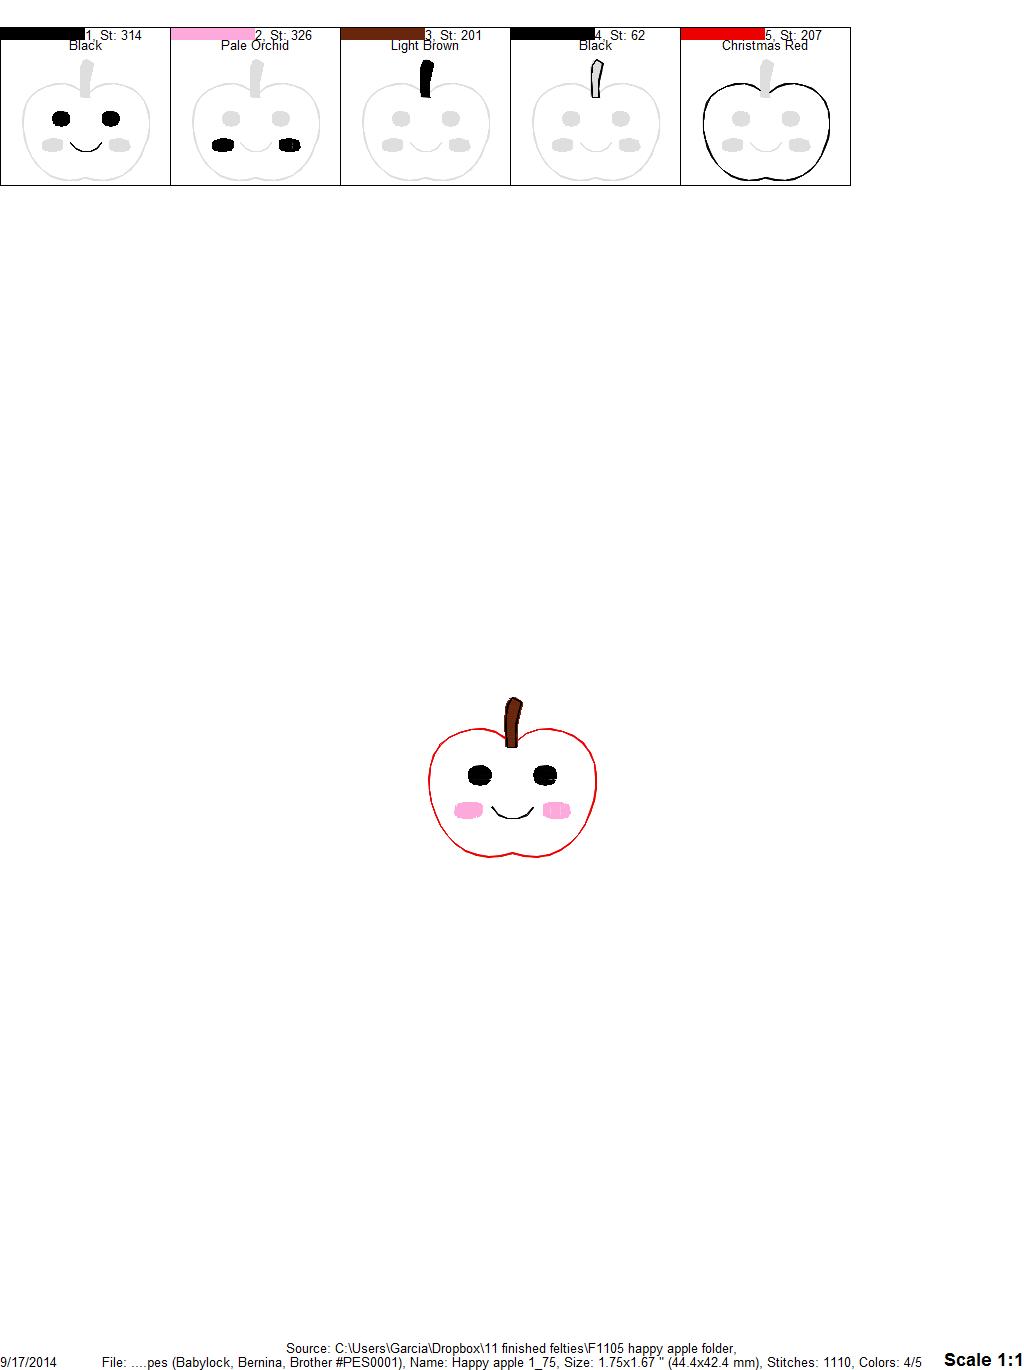 1, St: 314
Black
2, St: 326
Pale Orchid
3, St: 201
Light Brown
4, St: 62
Black
5, St: 207
Christmas Red
Source: C:\Users\Garcia\Dropbox\11 finished felties\F1105 happy apple folder,
9/17/2014 File: ....pes (Babylock, Bernina, Brother #PES0001), Name: Happy apple 1_75, Size: 1.75x1.67 " (44.4x42.4 mm), Stitches: 1110, Colors: 4/5 Scale 1:1